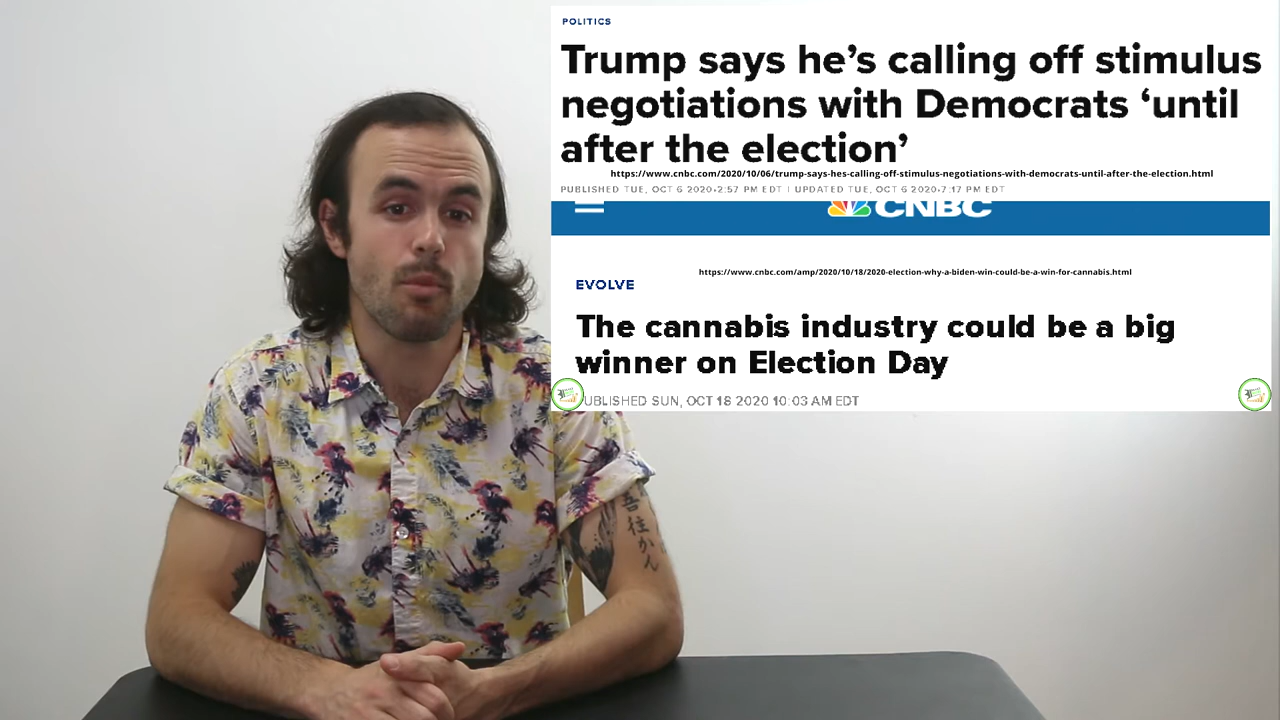 POLITICS
Trump says he's calling off stimulus
negotiations with Democrats ‘until
after the election’
https://www.cnbc.com/2020/10/06/trump-says-hes-calling-off-stimulus-negotiations-with-democrats-until-after-the-election.html
PUBLISHED TUE, OCT 6 2020•2:57 PM EDT | UPDATED TUE, OCT 6 2020•7:17 PM EDT
CNBC
https://www.cnbc.com/amp/2020/10/18/2020-election-why-a-biden-win-could-be-a-win-for-cannabis.html
EVOLVE
The cannabis industry could be a big
winner on Election Day
UBLISHED SUN, OCT 18 2020 10:03 AM EDT
吾
往
か
ん